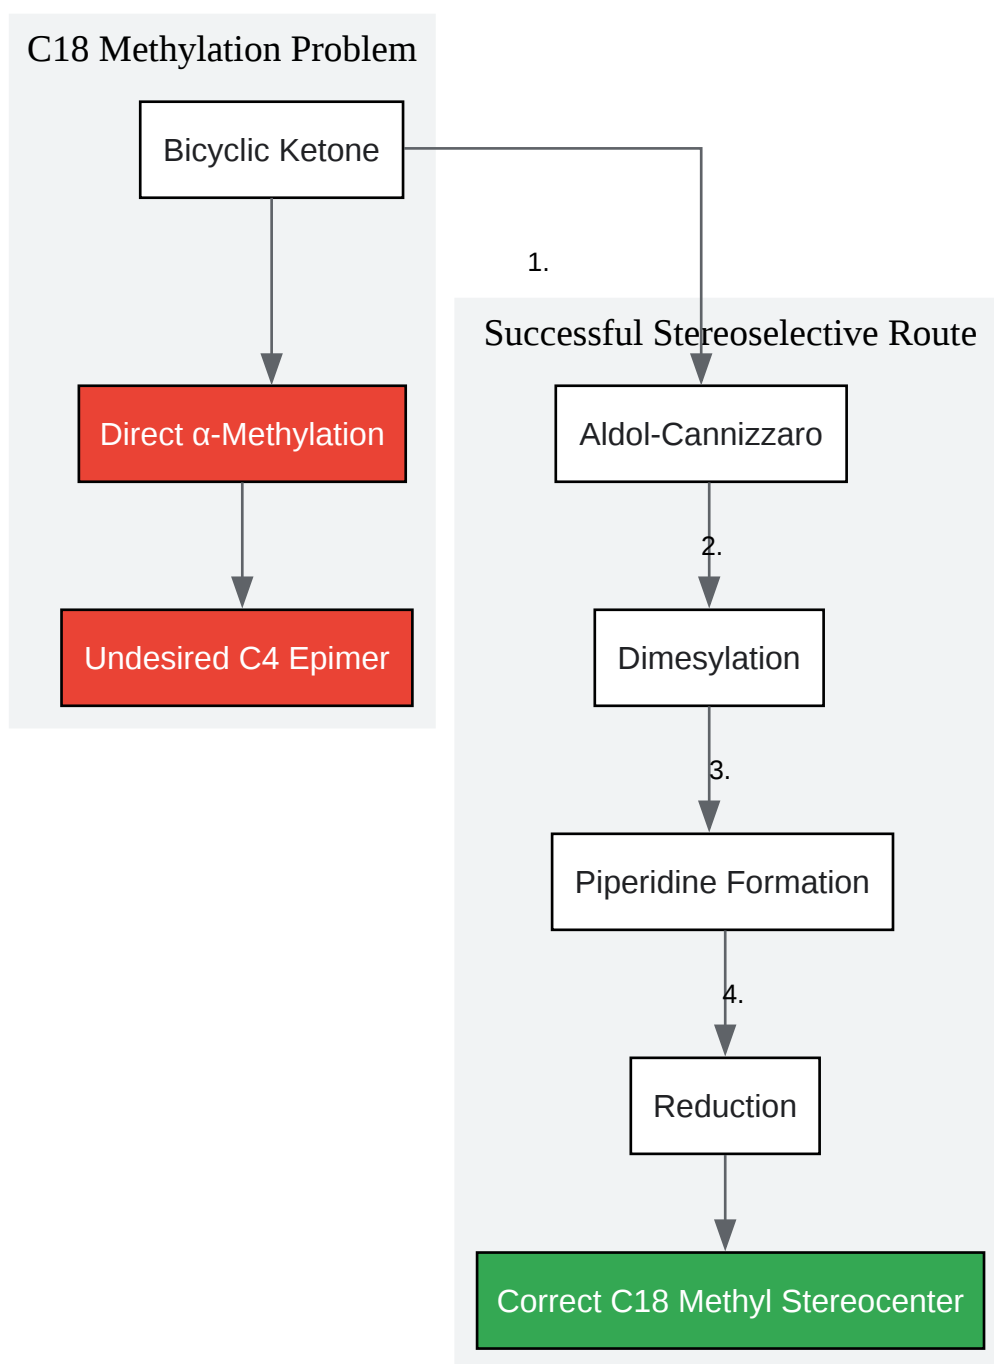 C18 Methylation Problem
Bicyclic Ketone
1.
Successful Stereoselective Route
Direct α-Methylation
Aldol-Cannizzaro
2.
Undesired C4 Epimer
Dimesylation
3.
Piperidine Formation
4.
Reduction
Correct C18 Methyl Stereocenter